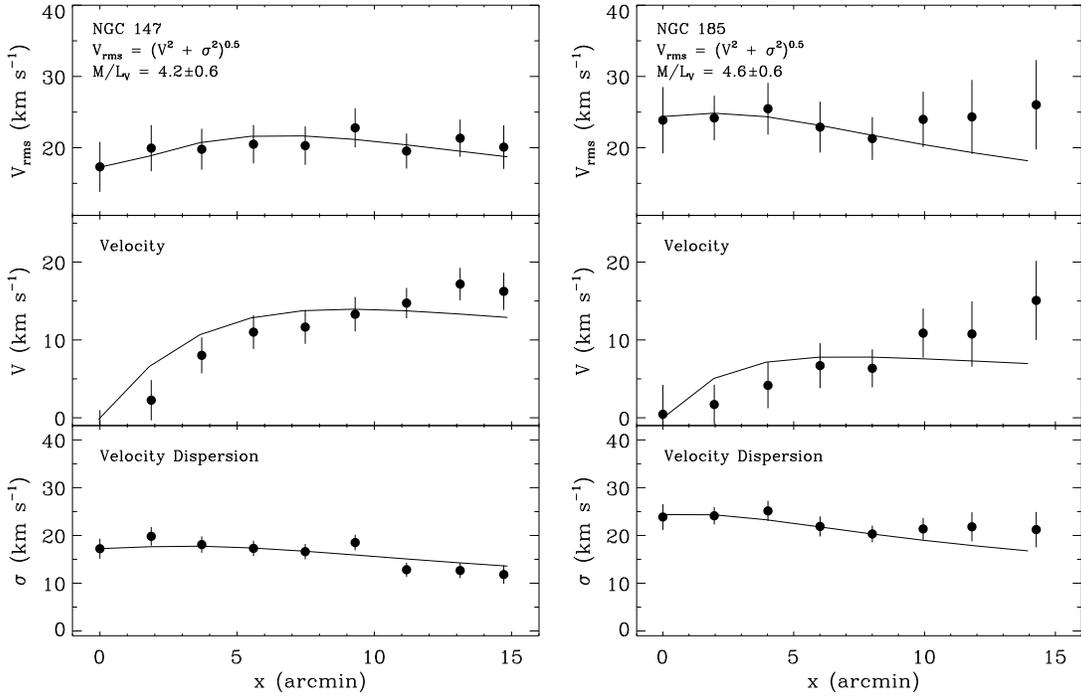 NGC 147
V_rms = (V² + σ²)^0.5
M/L_V = 4.2±0.6
40
30
20
V_rms (km s⁻¹)
Velocity
20
10
0
V (km s⁻¹)
Velocity Dispersion
40
30
20
10
0
σ (km s⁻¹)
0 5 10 15
x (arcmin)
NGC 185
V_rms = (V² + σ²)^0.5
M/L_V = 4.6±0.6
40
30
20
V_rms (km s⁻¹)
Velocity
20
10
0
V (km s⁻¹)
Velocity Dispersion
40
30
20
10
0
σ (km s⁻¹)
0 5 10 15
x (arcmin)